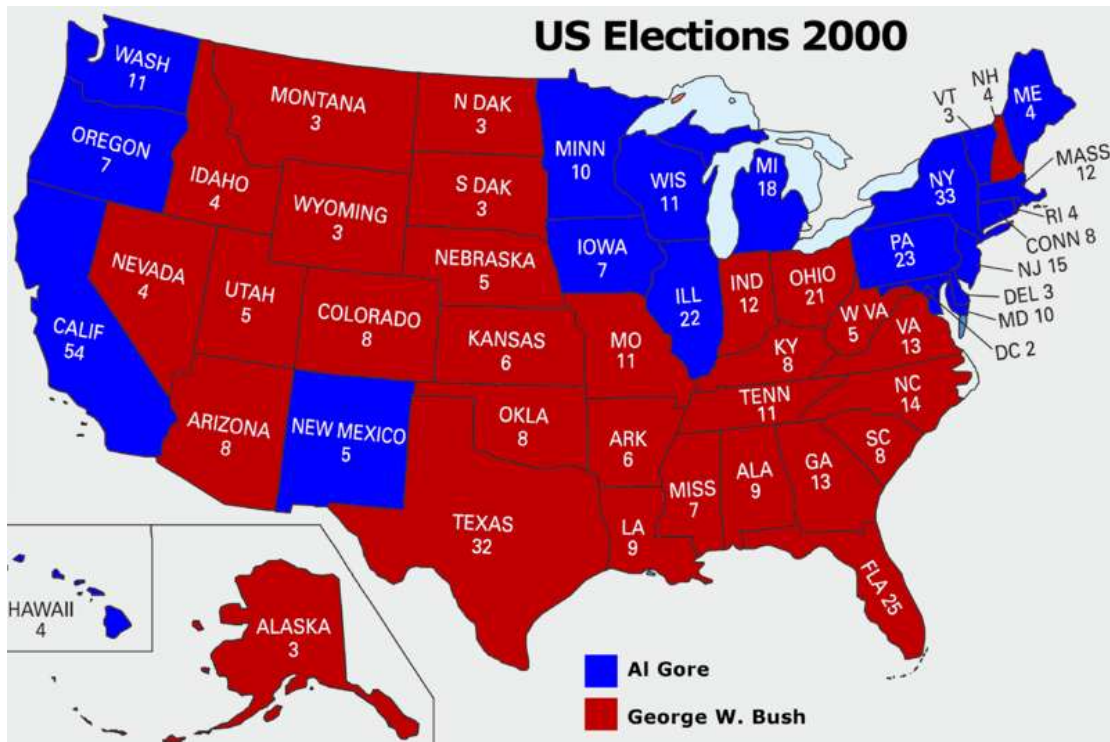 US Elections 2000
WASH
11
OREGON
7
CALIF
54
NEVADA
4
IDAHO
4
MONTANA
3
WYOMING
3
UTAH
5
ARIZONA
8
COLORADO
8
NEW MEXICO
5
N DAK
3
S DAK
3
NEBRASKA
5
KANSAS
6
OKLA
8
TEXAS
32
MINN
10
IOWA
7
MO
11
ARK
6
LA
9
WIS
11
ILL
22
MI
18
IND
12
OHIO
21
KY
8
TENN
11
MISS
7
ALA
9
GA
13
FLA 25
SC
8
NC
14
VA
13
W VA
5
PA
23
NY
33
VT
3
NH
4
ME
4
MASS
12
RI 4
CONN 8
NJ 15
DEL 3
MD 10
DC 2
HAWAII
4
ALASKA
3
Al Gore
George W. Bush